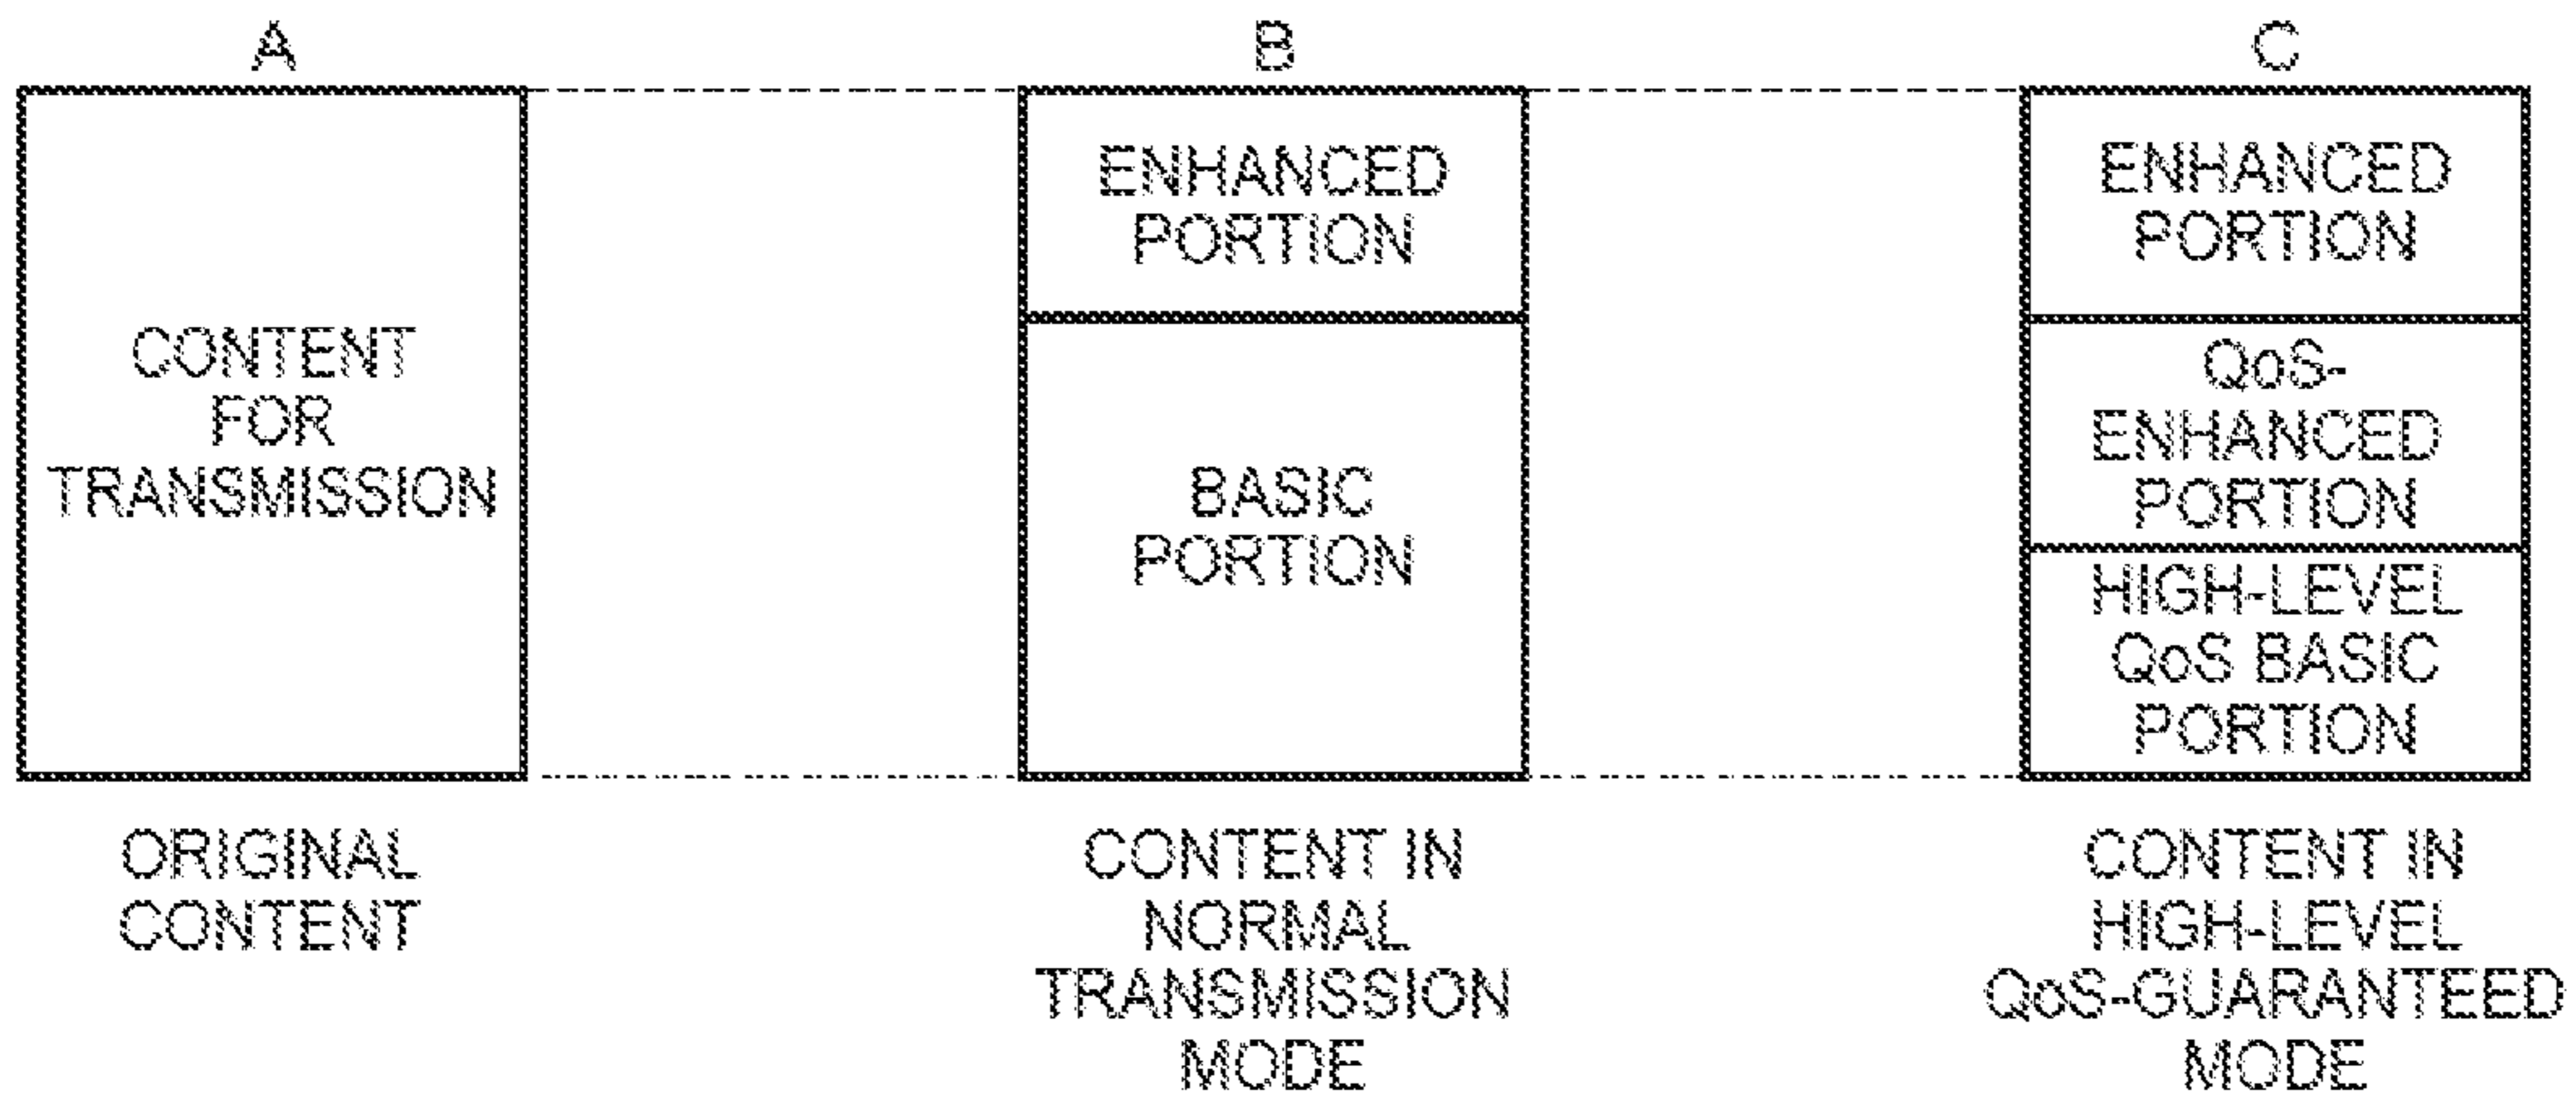 A
CONTENT
FOR
TRANSMISSION
ORIGINAL
CONTENT
B
ENHANCED
PORTION
BASIC
PORTION
CONTENT IN
NORMAL
TRANSMISSION
MODE
C
ENHANCED
PORTION
QoS-
ENHANCED
PORTION
HIGH-LEVEL
QoS BASIC
PORTION
CONTENT IN
HIGH-LEVEL
QoS-GUARANTEED
MODE